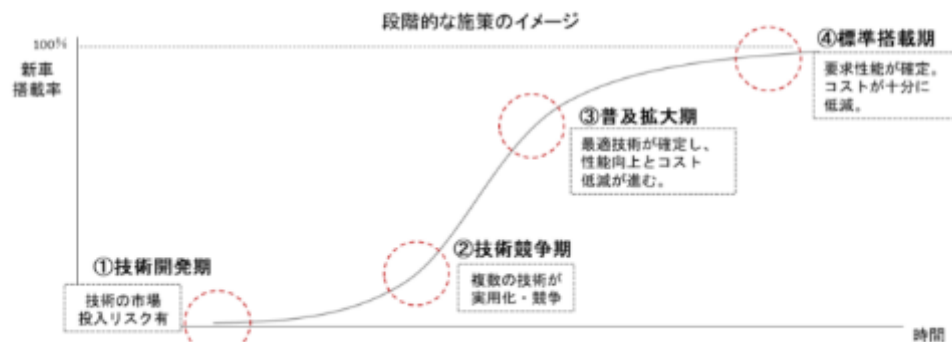 段階的な施策のイメージ
100%
新車
搭載率
④標準搭載期
要求性能が確定。
コストが十分に
低減。
③普及拡大期
最適技術が確定し、
性能向上とコスト
低減が進む。
②技術競争期
複数の技術が
実用化・競争
①技術開発期
技術の市場
投入リスク有
時間